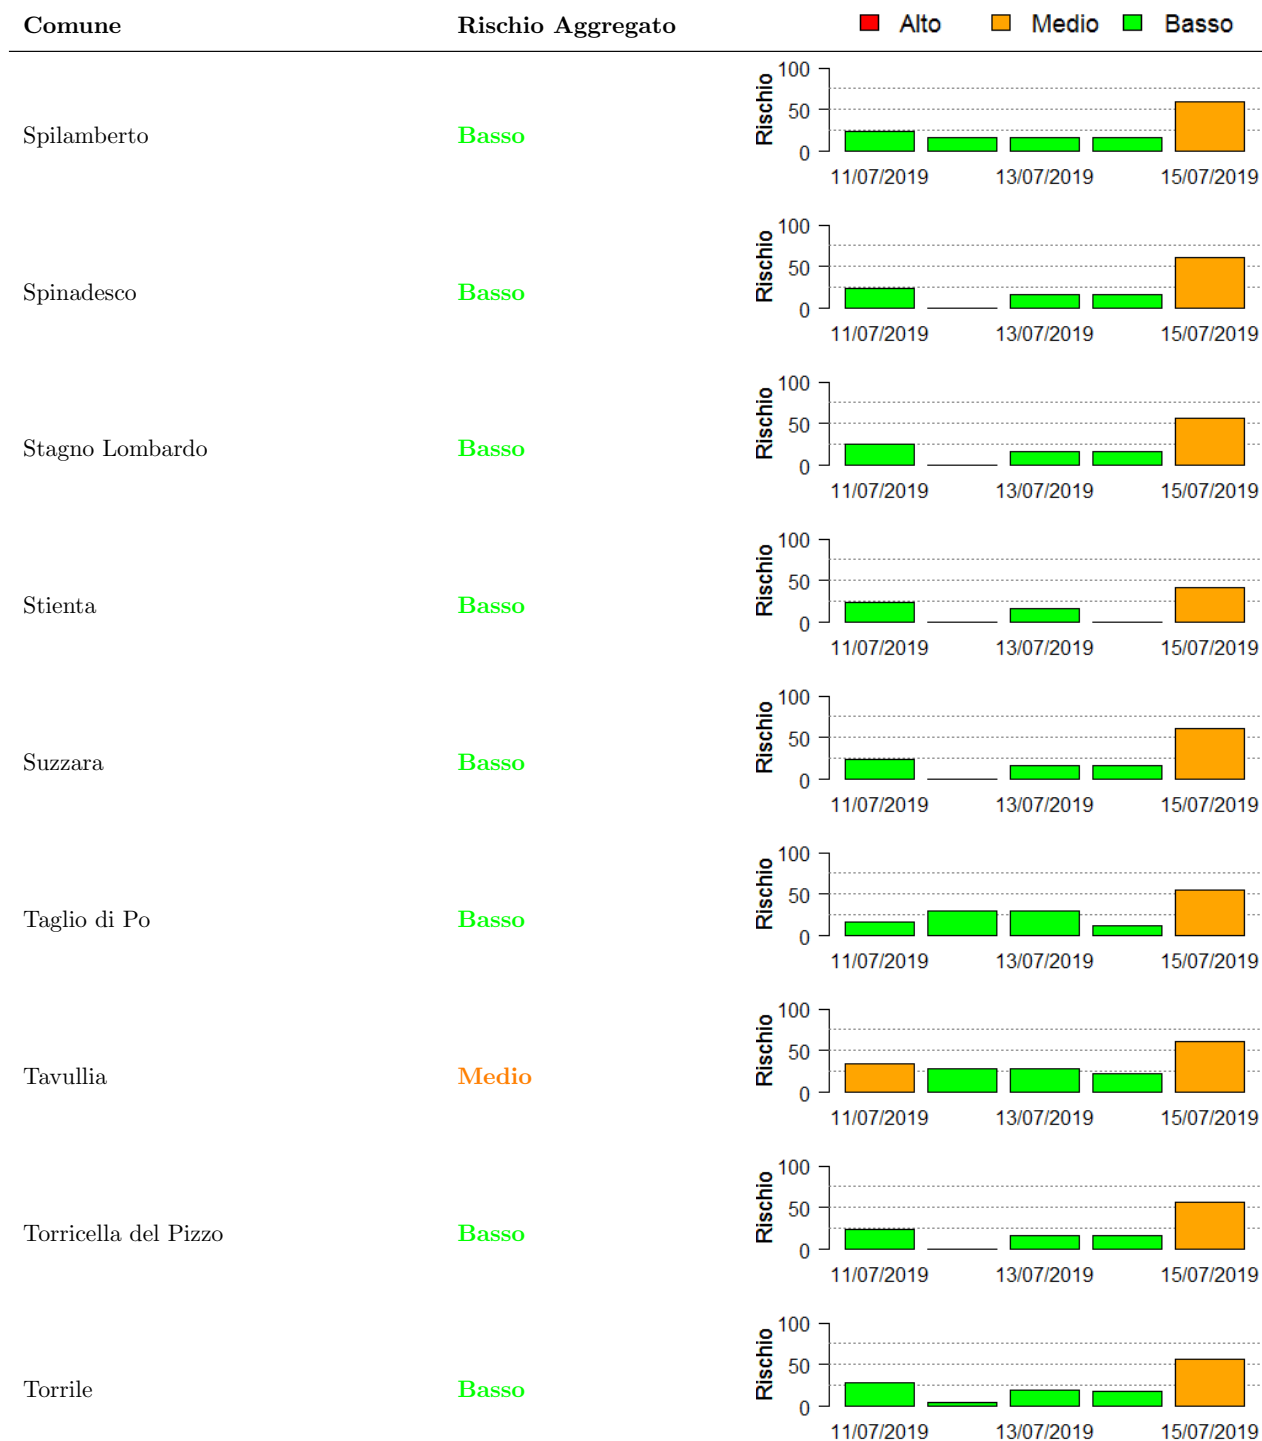 Comune Rischio Aggregato Alto Medio Basso
Spilamberto Basso Rischio 100 50 0
11/07/2019 13/07/2019 15/07/2019
Spinadesco Basso Rischio 100 50 0
11/07/2019 13/07/2019 15/07/2019
Stagno Lombardo Basso Rischio 100 50 0
11/07/2019 13/07/2019 15/07/2019
Stienta Basso Rischio 100 50 0
11/07/2019 13/07/2019 15/07/2019
Suzzara Basso Rischio 100 50 0
11/07/2019 13/07/2019 15/07/2019
Taglio di Po Basso Rischio 100 50 0
11/07/2019 13/07/2019 15/07/2019
Tavullia Medio Rischio 100 50 0
11/07/2019 13/07/2019 15/07/2019
Torricella del Pizzo Basso Rischio 100 50 0
11/07/2019 13/07/2019 15/07/2019
Torrile Basso Rischio 100 50 0
11/07/2019 13/07/2019 15/07/2019